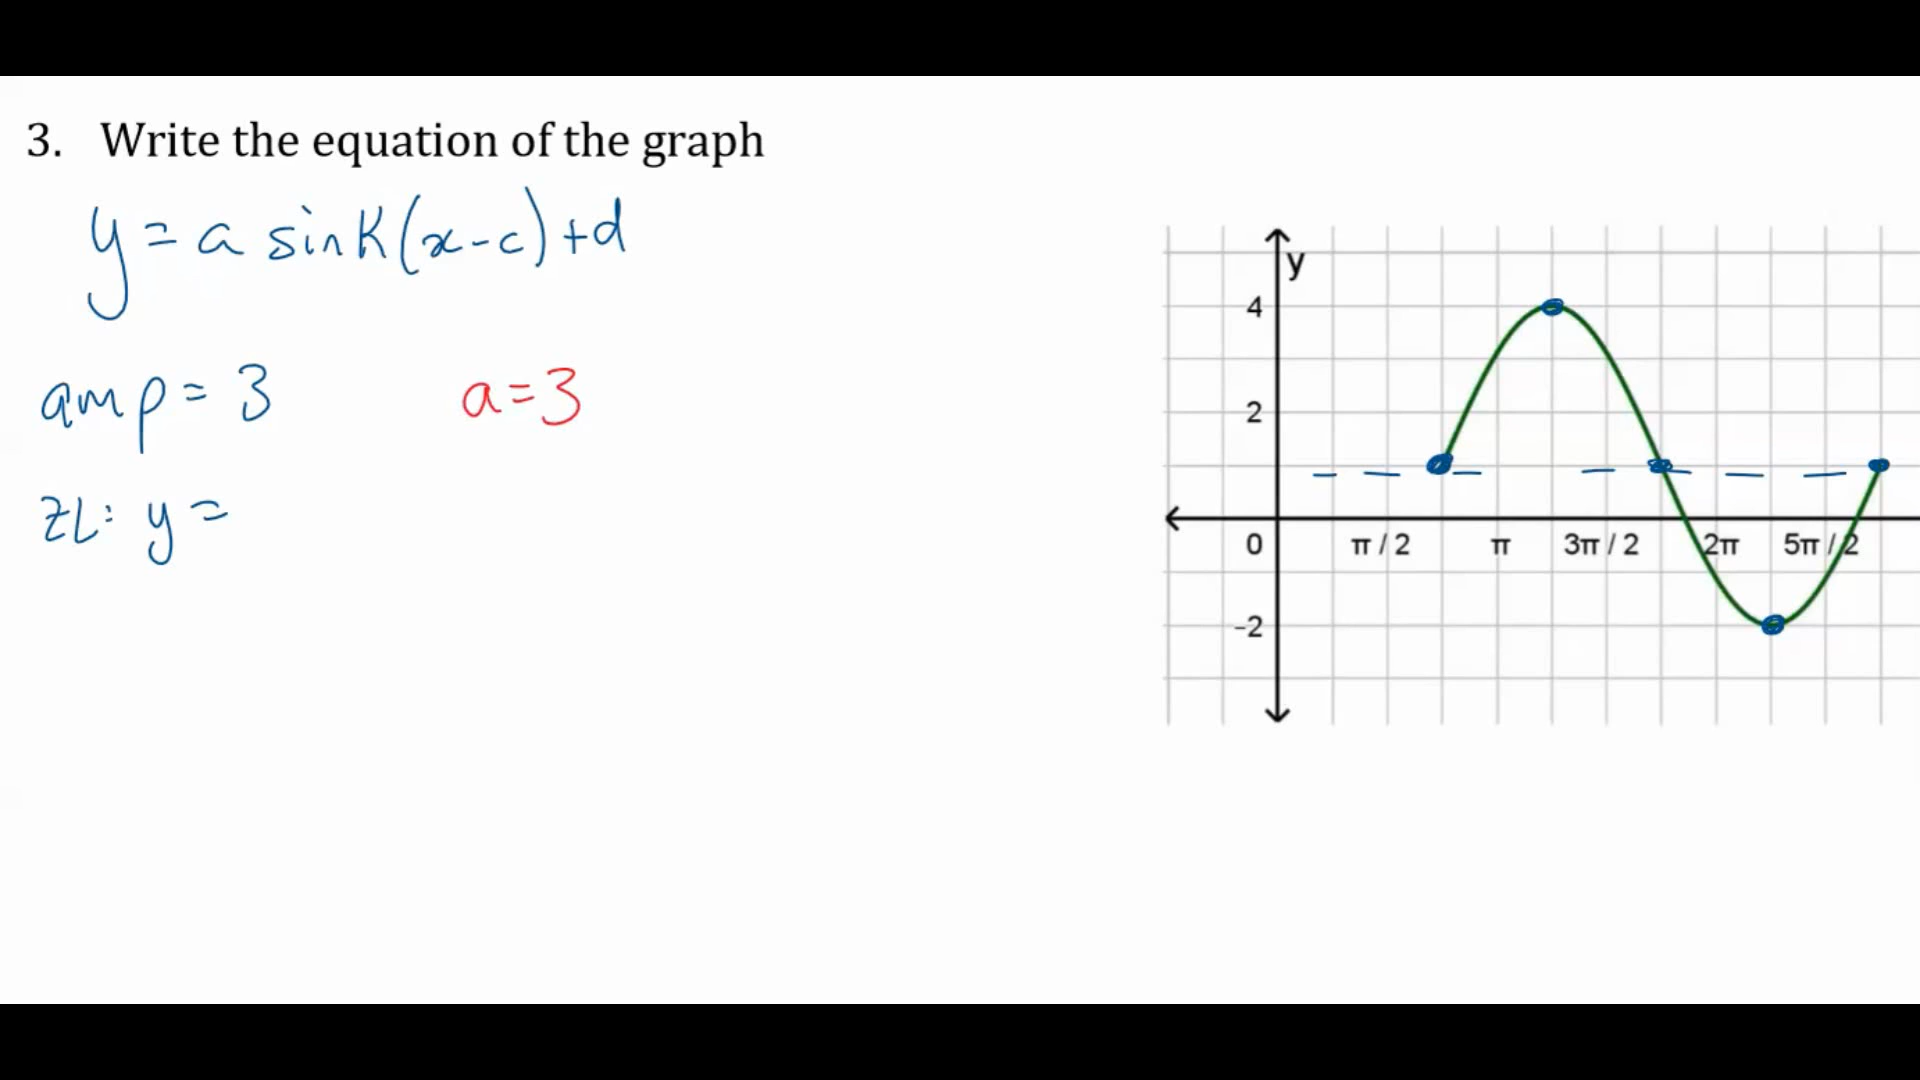 3. Write the equation of the graph
y = a sin K(x - c) + d
amp = 3 a = 3
ZL: y =
y
4
2
0 π / 2 π 3π / 2 2π 5π / 2
-2